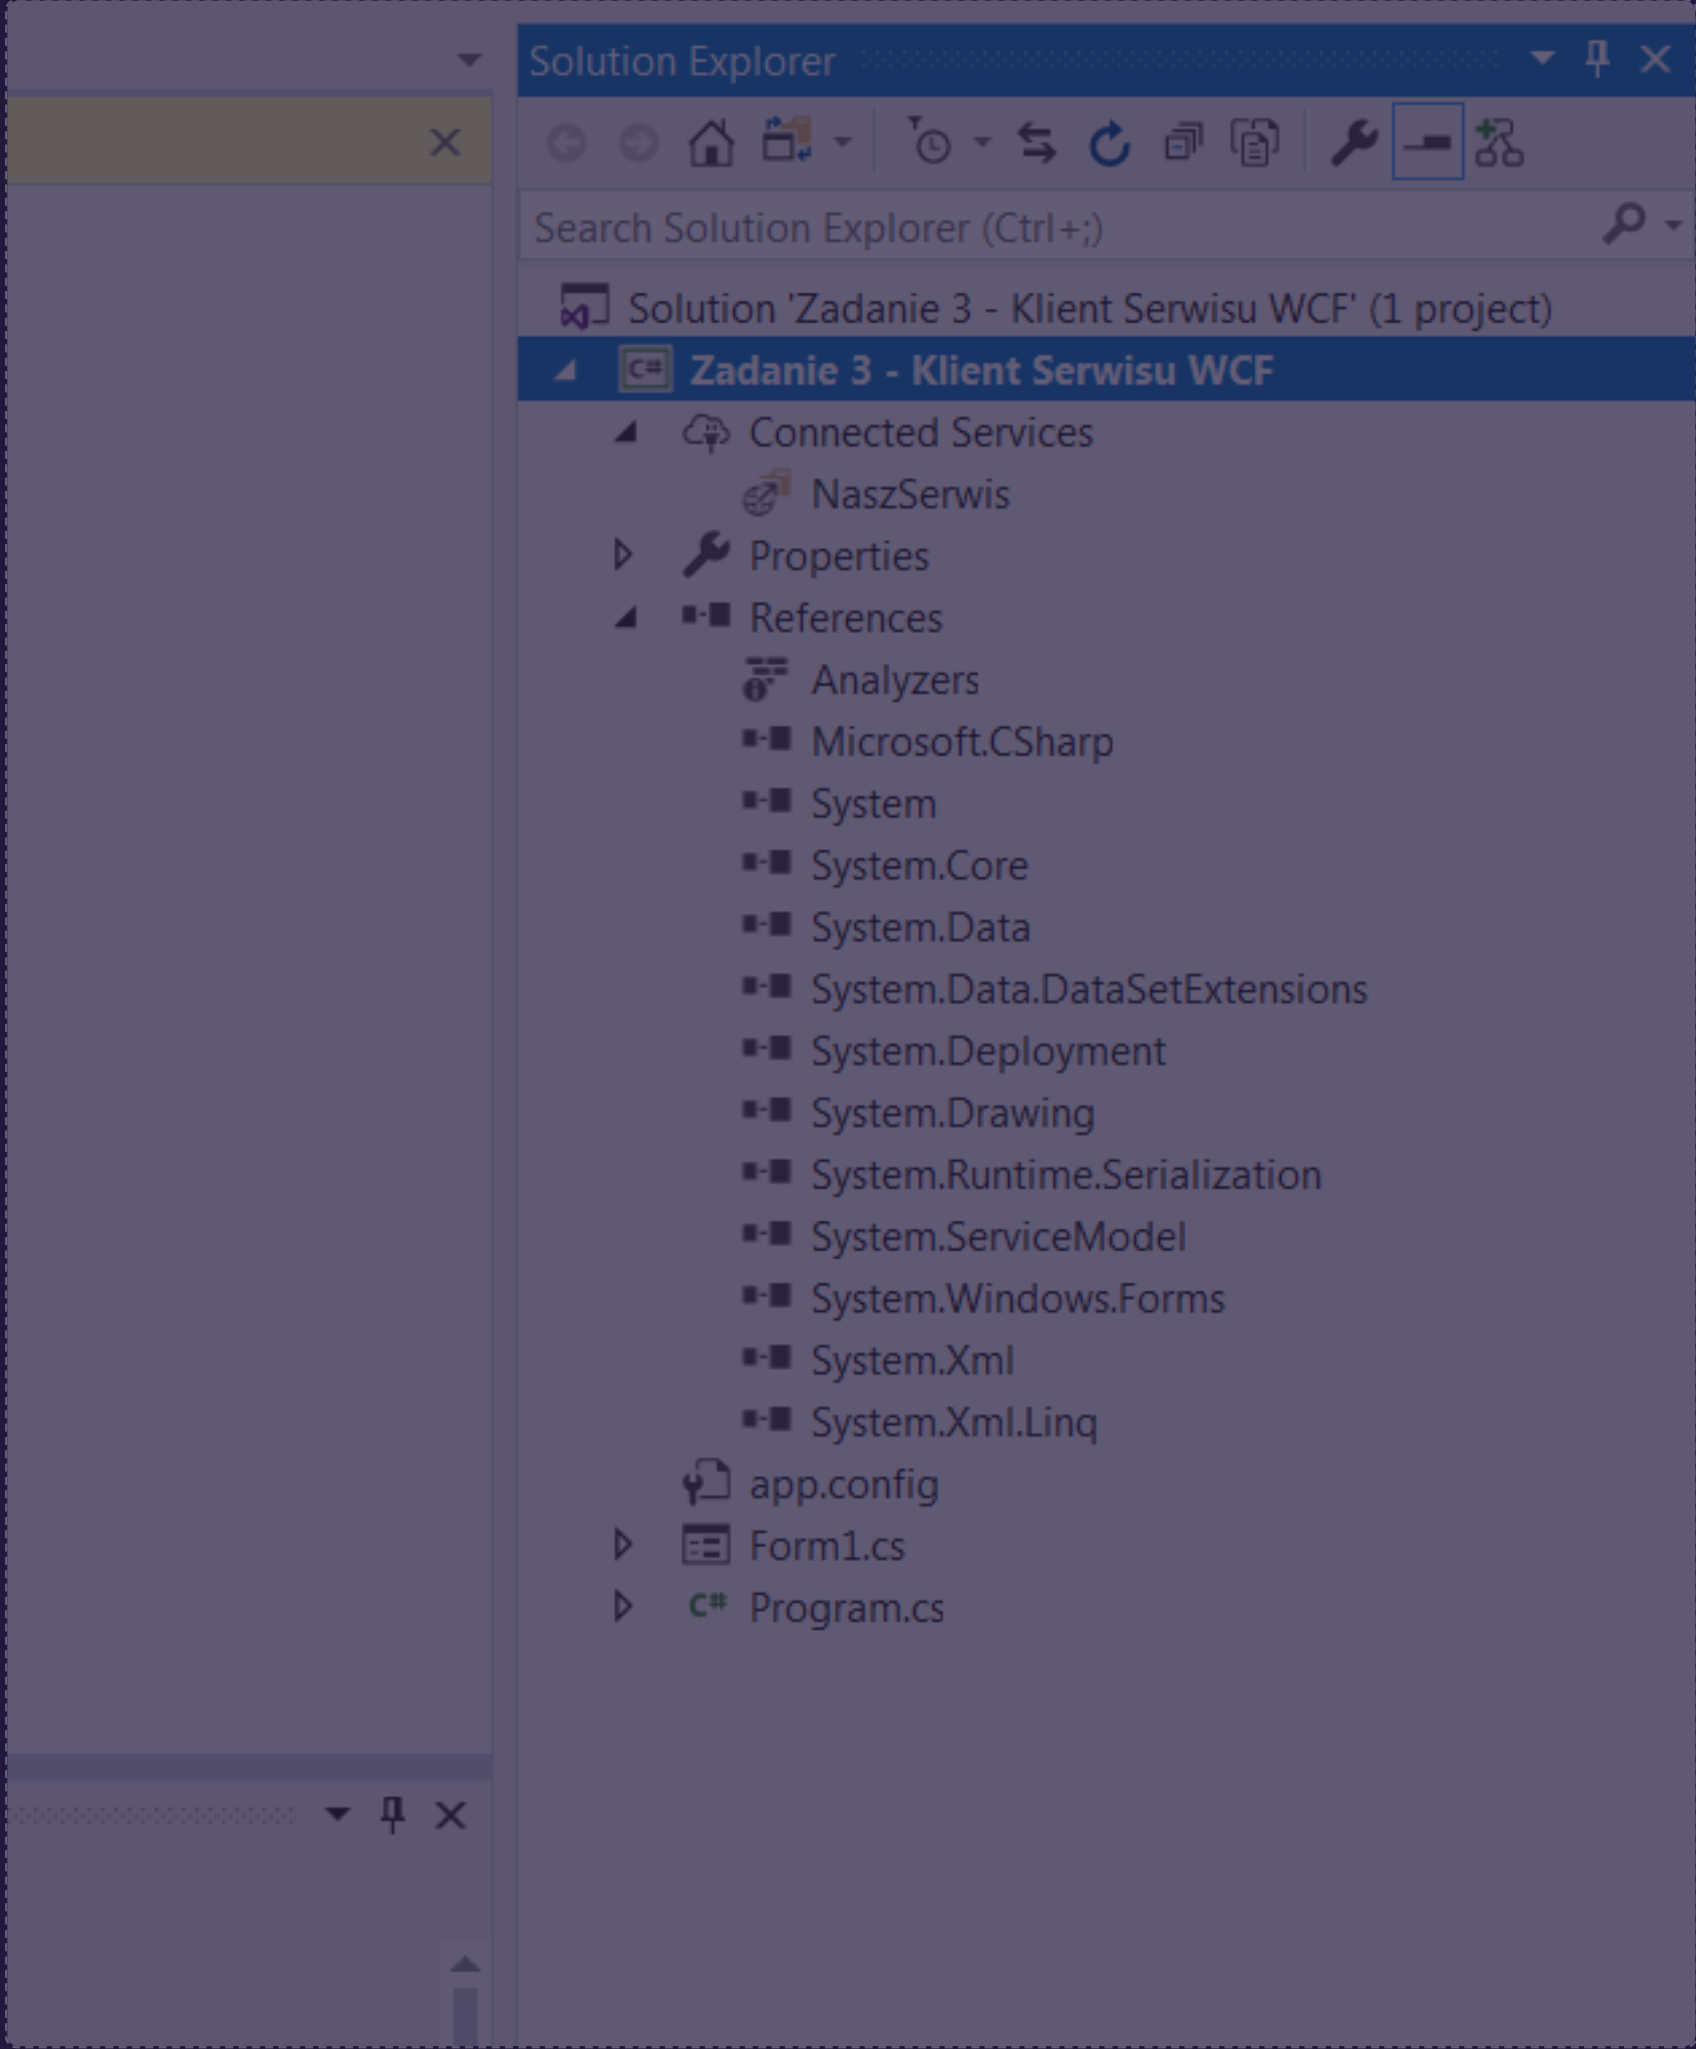 Solution Explorer
Search Solution Explorer (Ctrl+;)
Solution 'Zadanie 3 - Klient Serwisu WCF' (1 project)
C# Zadanie 3 - Klient Serwisu WCF
Connected Services
NaszSerwis
Properties
References
Analyzers
Microsoft.CSharp
System
System.Core
System.Data
System.Data.DataSetExtensions
System.Deployment
System.Drawing
System.Runtime.Serialization
System.ServiceModel
System.Windows.Forms
System.Xml
System.Xml.Linq
app.config
Form1.cs
C# Program.cs